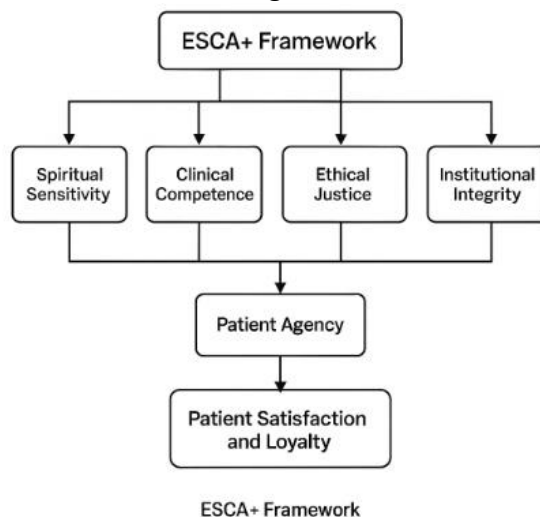 ESCA+ Framework
Spiritual
Sensitivity
Clinical
Competence
Ethical
Justice
Institutional
Integrity
Patient Agency
Patient Satisfaction
and Loyalty
ESCA+ Framework